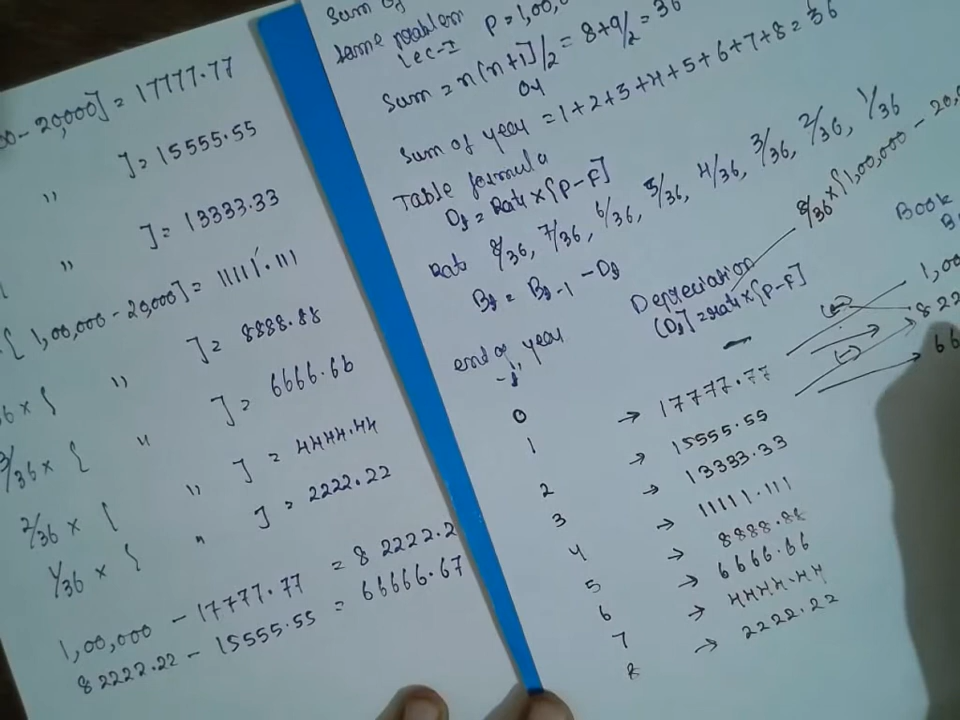 00 - 20,000] = 17777.77
" ] = 15555.55
" ] = 13333.33
{ 1,00,000 - 20,000] = 11111.111
36 x { " ] = 8888.88
3/36 x { " ] = 6666.66
2/36 x [ " ] = 4444.44
1/36 x { " ] = 2222.22
1,00,000 - 17777.77 = 82222.2
82222.22 - 15555.55 = 66666.67
Sum of
same problem
Lec-I P = 1,00,0
Sum = n(n+1)/2 = 8+9/2 = 36
or
Sum of year = 1+2+3+4+5+6+7+8 = 36
Table formula
Dj = Rate x [P-F]
Rate 8/36, 7/36, 6/36, 5/36, 4/36, 3/36, 2/36, 1/36
Bj = Bj-1 - Dj
8/36 x [1,00,000 - 20,0
end of year
j
Depreciation
(Dj] = rate x [P-F]
Book
B
0 - 1,00
1 → 17777.77 (-) 822
2 → 15555.55 (-) 66
3 → 13333.33
4 → 11111.111
5 → 8888.88
6 → 6666.66
7 → 4444.44
8 → 2222.22